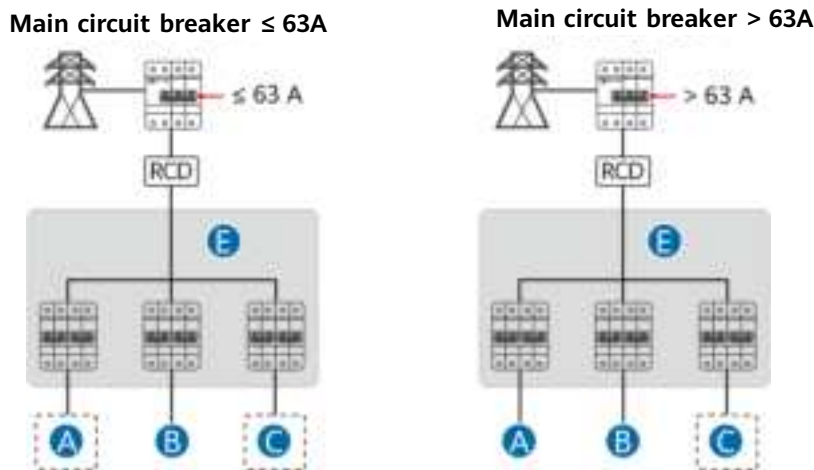 Main circuit breaker ≤ 63A
Main circuit breaker > 63A
≤ 63 A
> 63 A
RCD
RCD
E
E
A
B
C
A
B
C